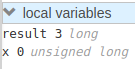 local variables
result 3 long
x 0 unsigned long